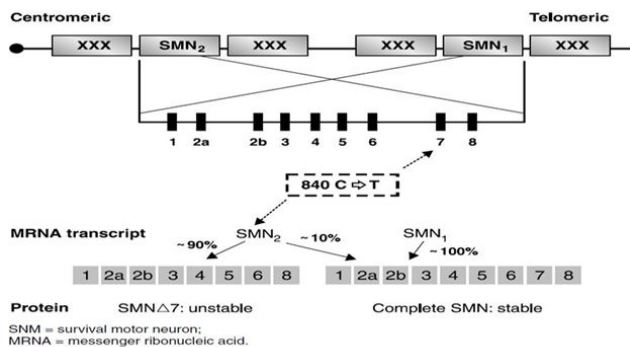 Centromeric Telomeric
XXX SMN₂ XXX XXX SMN₁ XXX
1 2a 2b 3 4 5 6 7 8
840 C ⇨ T
MRNA transcript SMN₂ SMN₁
~90% ~10% ~100%
1 2a 2b 3 4 5 6 8 1 2a 2b 3 4 5 6 7 8
Protein SMN△7: unstable Complete SMN: stable
SNM = survival motor neuron;
MRNA = messenger ribonucleic acid.